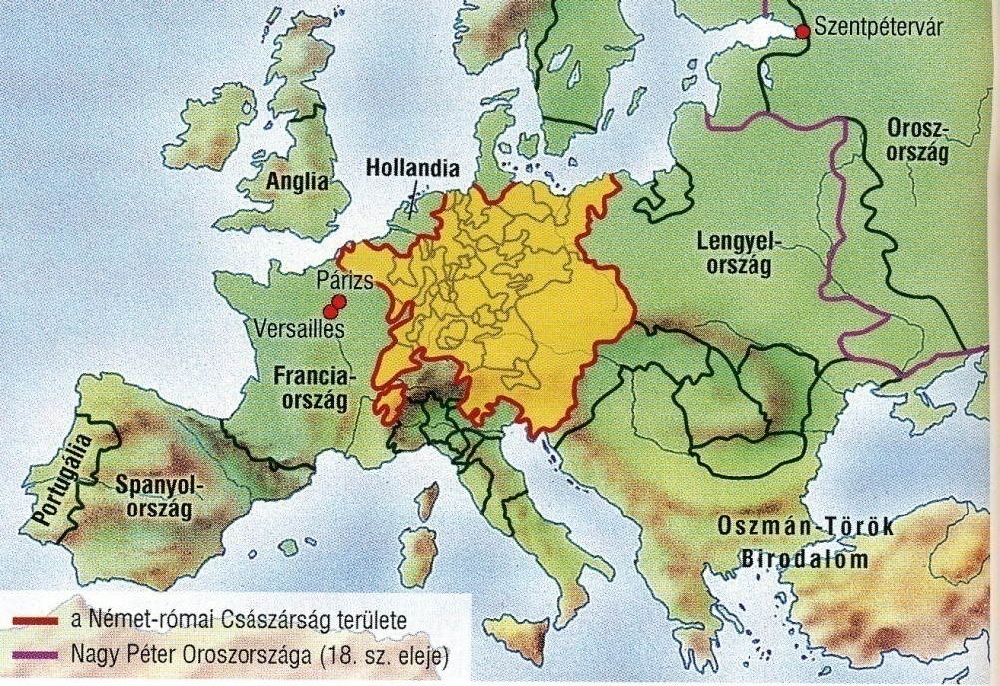 Szentpétervár
Orosz-
ország
Hollandia
Anglia
Lengyel-
ország
Párizs
Versailles
Francia-
ország
Portugália
Spanyol-
ország
Oszmán-Török
Birodalom
a Német-római Császárság területe
Nagy Péter Oroszországa (18. sz. eleje)